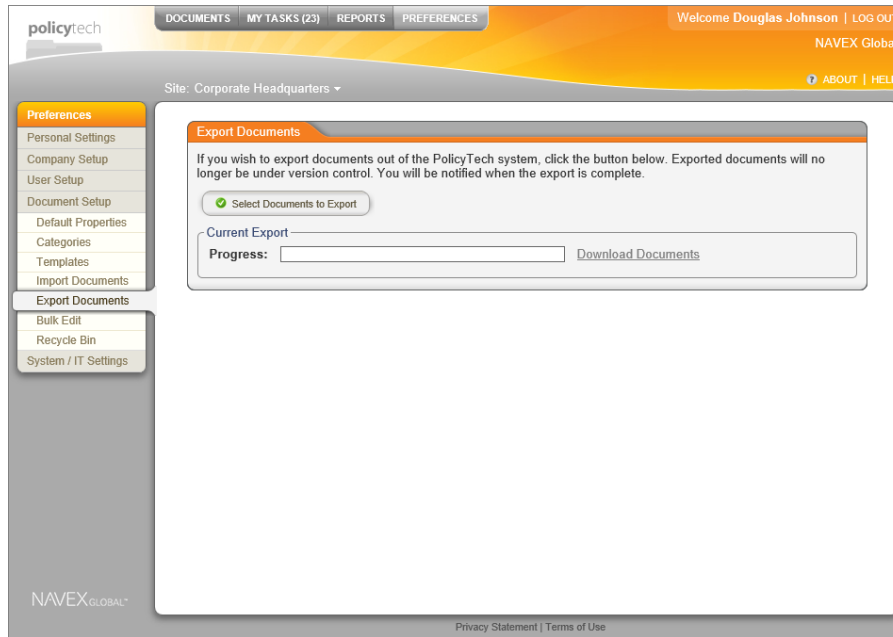 policytech
DOCUMENTS MY TASKS (23) REPORTS PREFERENCES
Welcome Douglas Johnson | LOG OUT
NAVEX Global
ABOUT | HELP
Site: Corporate Headquarters
Preferences
Personal Settings
Company Setup
User Setup
Document Setup
Default Properties
Categories
Templates
Import Documents
Export Documents
Bulk Edit
Recycle Bin
System / IT Settings
Export Documents
If you wish to export documents out of the PolicyTech system, click the button below. Exported documents will no
longer be under version control. You will be notified when the export is complete.
Select Documents to Export
Current Export
Progress: Download Documents
NAVEX GLOBAL™
Privacy Statement | Terms of Use